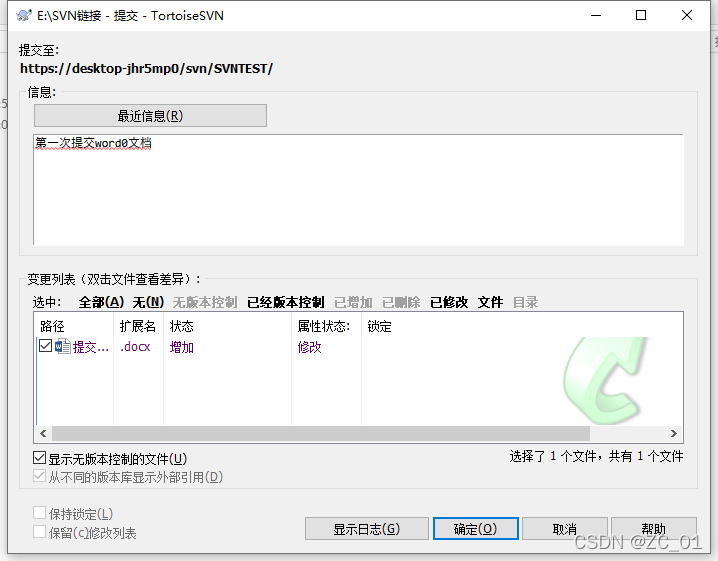 E:\SVN链接 - 提交 - TortoiseSVN
提交至:
https://desktop-jhr5mp0/svn/SVNTEST/
信息:
最近信息(R)
第一次提交word0文档
变更列表（双击文件查看差异）:
选中: 全部(A) 无(N) 无版本控制 已经版本控制 已增加 已删除 已修改 文件 目录
路径 扩展名 状态 属性状态: 锁定
提交... .docx 增加 修改
显示无版本控制的文件(U) 选择了 1 个文件，共有 1 个文件
从不同的版本库显示外部引用(D)
保持锁定(L)
保留(c)修改列表
显示日志(G) 确定(O) 取消 帮助
CSDN @ZC_01